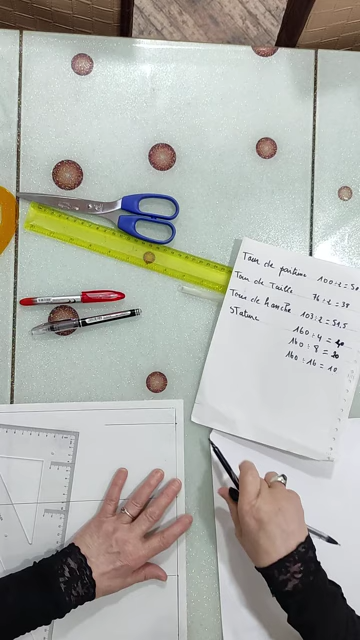 Tour de poitrine 100÷2=50
Tour de Taille 76÷2=38
Tour de hanche 103÷2=51,5
Stature
160÷4=40
160÷8=20
160÷16=10